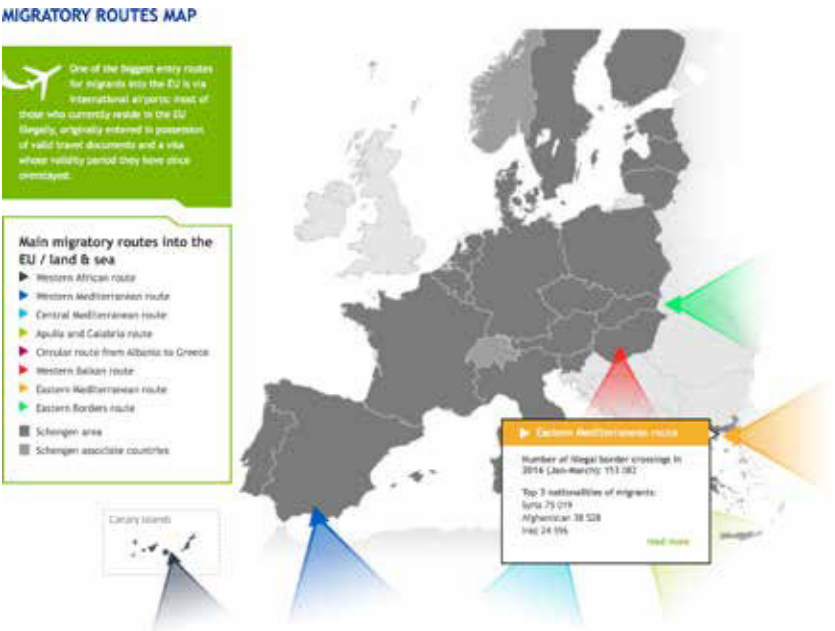 MIGRATORY ROUTES MAP
One of the biggest entry routes
for migrants into the EU is via
international airports: most of
those who currently reside in the EU
illegally, originally entered in possession
of valid travel documents and a visa
whose validity period they have since
overstayed.
Main migratory routes into the
EU / land & sea
Western African route
Western Mediterranean route
Central Mediterranean route
Apulia and Calabria route
Circular route from Albania to Greece
Western Balkan route
Eastern Mediterranean route
Eastern Borders route
Schengen area
Schengen associate countries
Canary Islands
Eastern Mediterranean route
Number of illegal border crossings in
2016 (Jan-March): 153 082
Top 3 nationalities of migrants:
Syria 75 019
Afghanistan 38 528
Iraq
read more